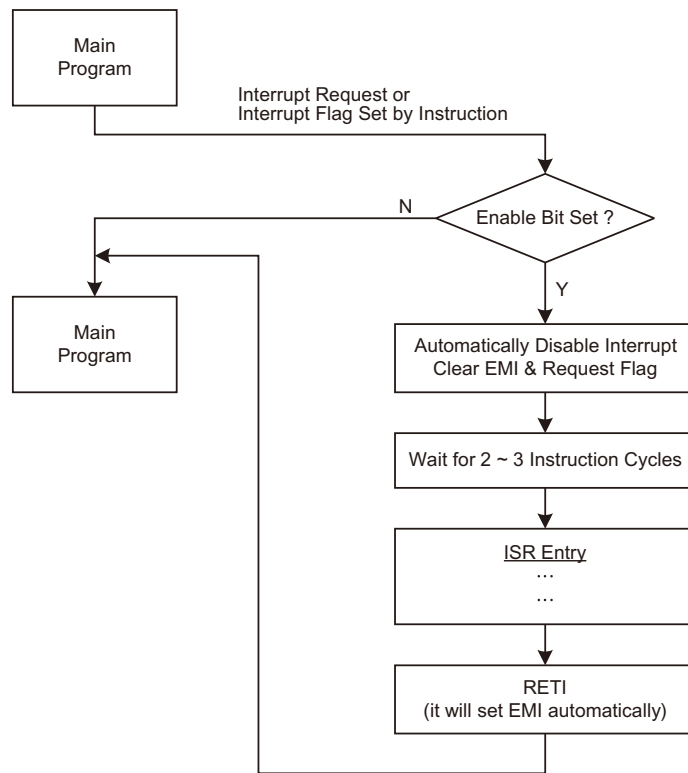 Main
Program
Interrupt Request or
Interrupt Flag Set by Instruction
Enable Bit Set ?
N
Y
Main
Program
Automatically Disable Interrupt
Clear EMI & Request Flag
Wait for 2 ~ 3 Instruction Cycles
ISR Entry
...
...
RETI
(it will set EMI automatically)